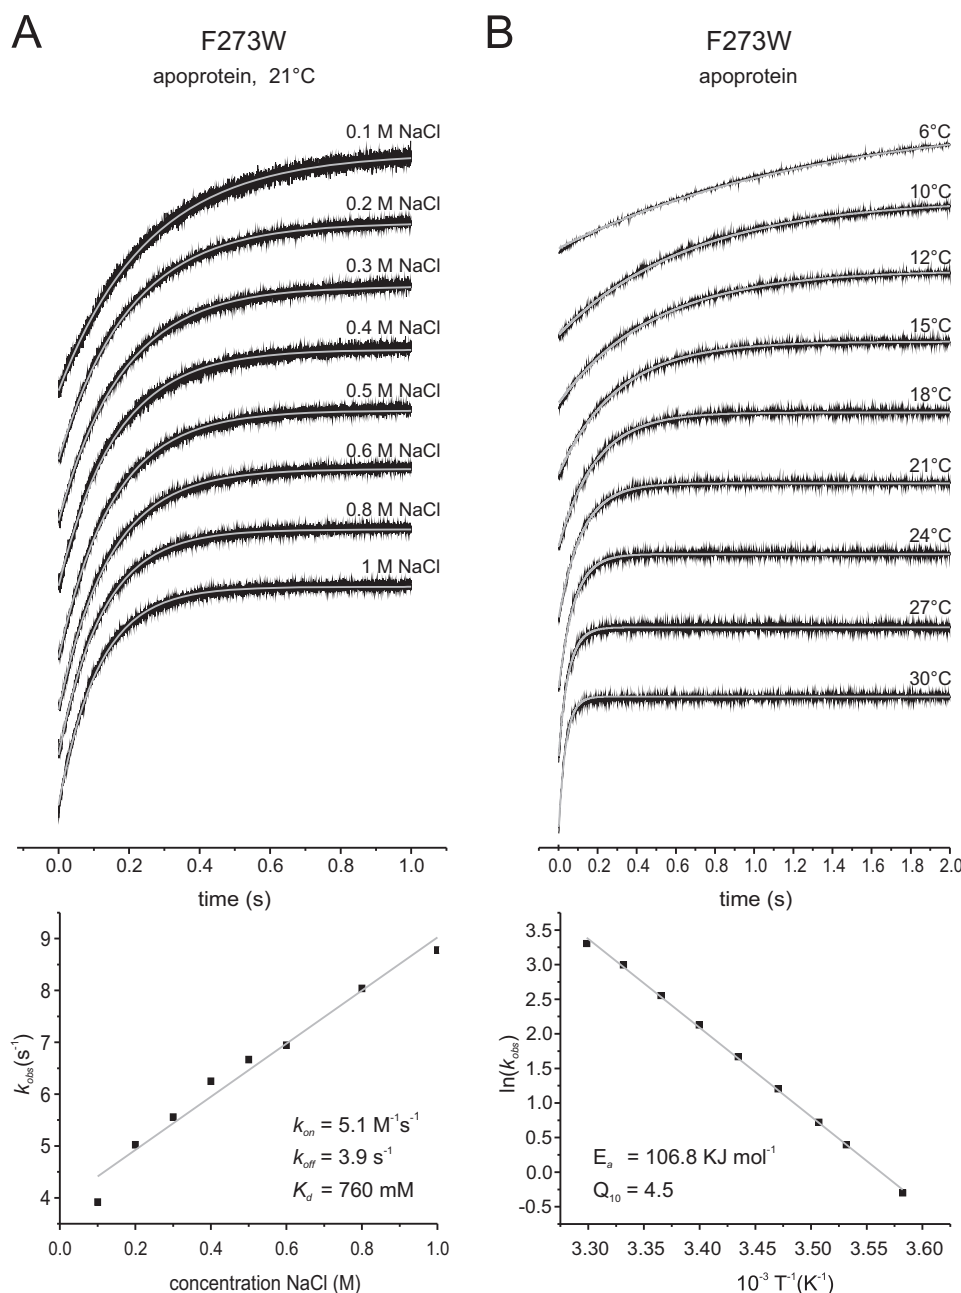 A
F273W
apoprotein, 21°C
0.1 M NaCl
0.2 M NaCl
0.3 M NaCl
0.4 M NaCl
0.5 M NaCl
0.6 M NaCl
0.8 M NaCl
1 M NaCl
0.0 0.2 0.4 0.6 0.8 1.0
time (s)
9
8
7
6
5
4
k_obs (s⁻¹)
k_on = 5.1 M⁻¹s⁻¹
k_off = 3.9 s⁻¹
K_d = 760 mM
0.0 0.2 0.4 0.6 0.8 1.0
concentration NaCl (M)
B
F273W
apoprotein
6°C
10°C
12°C
15°C
18°C
21°C
24°C
27°C
30°C
0.0 0.2 0.4 0.6 0.8 1.0 1.2 1.4 1.6 1.8 2.0
time (s)
3.5
3.0
2.5
2.0
1.5
1.0
0.5
0.0
-0.5
ln(k_obs)
E_a = 106.8 KJ mol⁻¹
Q₁₀ = 4.5
3.30 3.35 3.40 3.45 3.50 3.55 3.60
10⁻³ T⁻¹(K⁻¹)